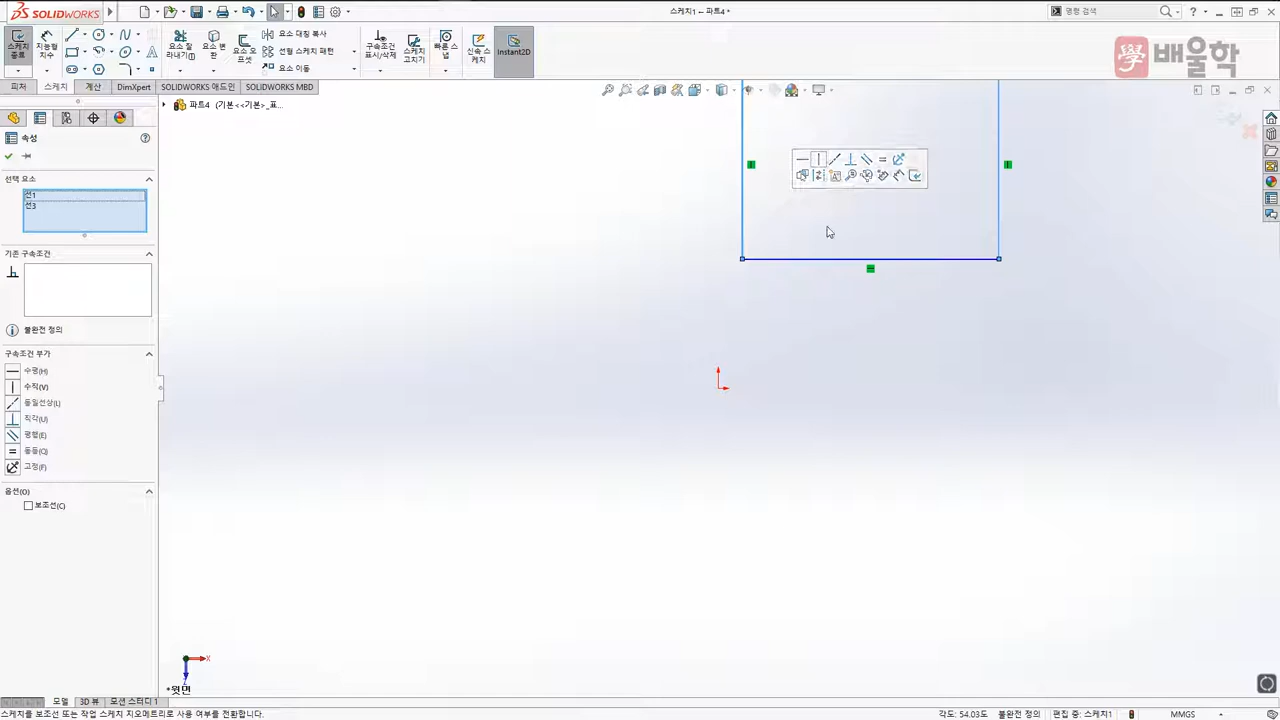 SOLIDWORKS
스케치1 ← 파트4 *
명령 검색
스케치 종료
지능형 치수
요소 잘라내기(T)
요소 변환
요소 오프셋
요소 대칭 복사
선형 스케치 패턴
요소 이동
구속조건 표시/삭제
스케치 고치기
빠른 스냅
신속 스케치
Instant2D
學 배울학
피처
스케치
계산
DimXpert
SOLIDWORKS 애드인
SOLIDWORKS MBD
파트4 (기본<<기본>_표...
속성
선택 요소
선1
선3
기존 구속조건
불완전 정의
구속조건 부가
수평(H)
수직(V)
동일선상(L)
직각(U)
평행(E)
동등(Q)
고정(F)
옵션(O)
보조선(C)
X
Z
*윗면
모델
3D 뷰
모션 스터디 1
스케치를 보조선 또는 작업 스케치 지오메트리로 사용 여부를 전환합니다.
각도: 54.03도
불완전 정의
편집 중: 스케치1
MMGS